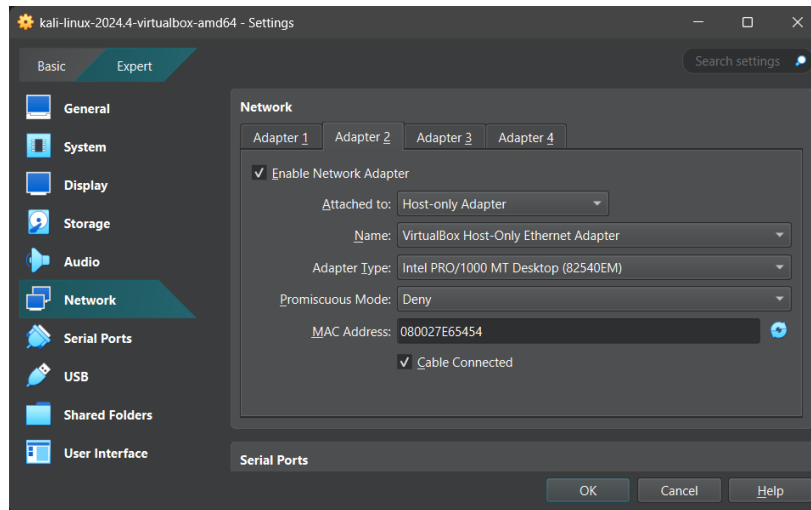 kali-linux-2024.4-virtualbox-amd64 - Settings
Basic Expert Search settings
General
System
Display
Storage
Audio
Network
Serial Ports
USB
Shared Folders
User Interface
Network
Adapter 1 Adapter 2 Adapter 3 Adapter 4
Enable Network Adapter
Attached to: Host-only Adapter
Name: VirtualBox Host-Only Ethernet Adapter
Adapter Type: Intel PRO/1000 MT Desktop (82540EM)
Promiscuous Mode: Deny
MAC Address: 080027E65454
Cable Connected
Serial Ports
OK Cancel Help